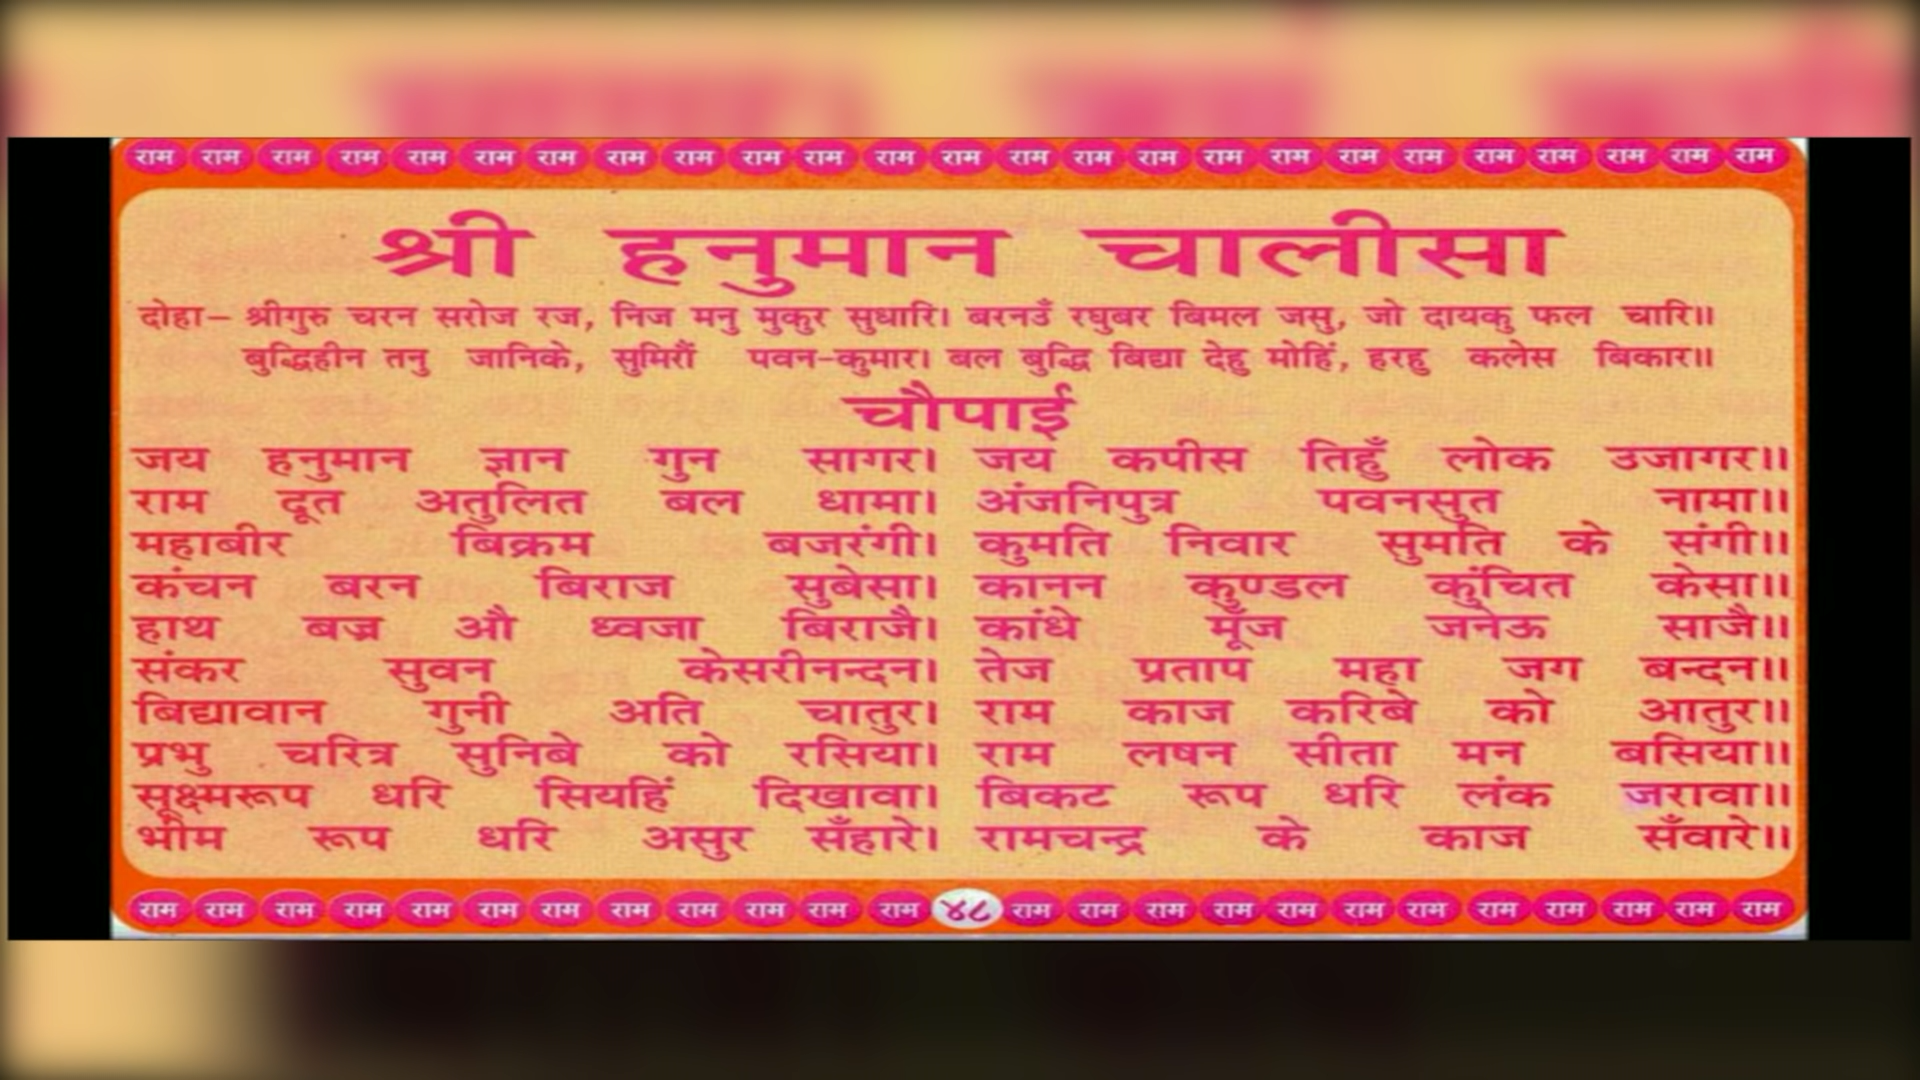 राम राम राम राम राम राम राम राम राम राम राम राम राम राम राम राम राम राम राम राम राम राम राम राम राम
श्री हनुमान चालीसा
दोहा– श्रीगुरु चरन सरोज रज, निज मनु मुकुर सुधारि। बरनउँ रघुबर बिमल जसु, जो दायकु फल चारि॥
बुद्धिहीन तनु जानिके, सुमिरौं पवन-कुमार। बल बुद्धि बिद्या देहु मोहिं, हरहु कलेस बिकार॥
चौपाई
जय हनुमान ज्ञान गुन सागर। जय कपीस तिहुँ लोक उजागर॥
राम दूत अतुलित बल धामा। अंजनिपुत्र पवनसुत नामा॥
महाबीर बिक्रम बजरंगी। कुमति निवार सुमति के संगी॥
कंचन बरन बिराज सुबेसा। कानन कुण्डल कुंचित केसा॥
हाथ बज्र औ ध्वजा बिराजै। कांधे मूँज जनेऊ साजै॥
संकर सुवन केसरीनन्दन। तेज प्रताप महा जग बन्दन॥
बिद्यावान गुनी अति चातुर। राम काज करिबे को आतुर॥
प्रभु चरित्र सुनिबे को रसिया। राम लषन सीता मन बसिया॥
सूक्ष्मरूप धरि सियहिं दिखावा। बिकट रूप धरि लंक जरावा॥
भीम रूप धरि असुर सँहारे। रामचन्द्र के काज सँवारे॥
राम राम राम राम राम राम राम राम राम राम राम राम ४८ राम राम राम राम राम राम राम राम राम राम राम राम